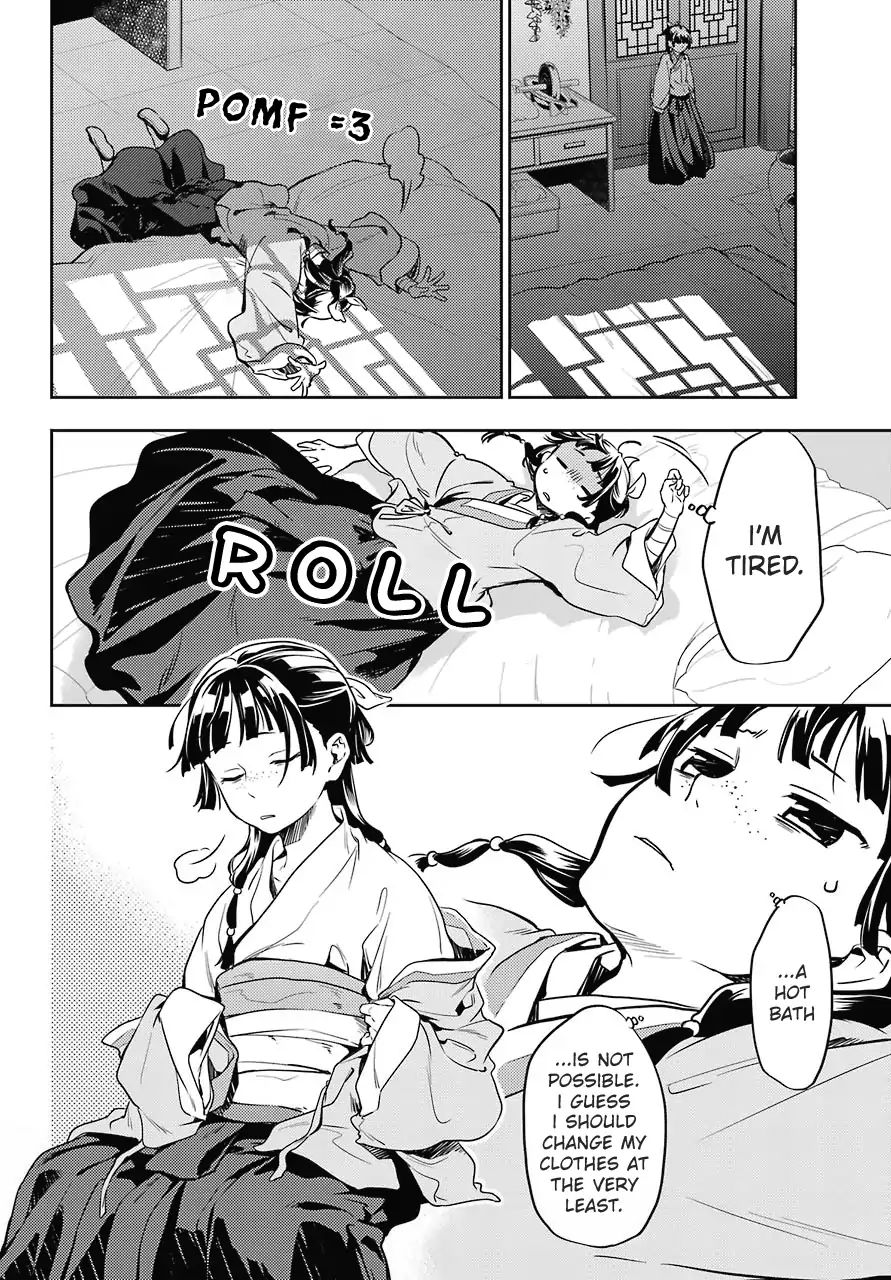 POMF =3
I'M
TIRED.
ROLL
...A
HOT
BATH
...IS NOT
POSSIBLE.
I GUESS
I SHOULD
CHANGE MY
CLOTHES AT
THE VERY
LEAST.